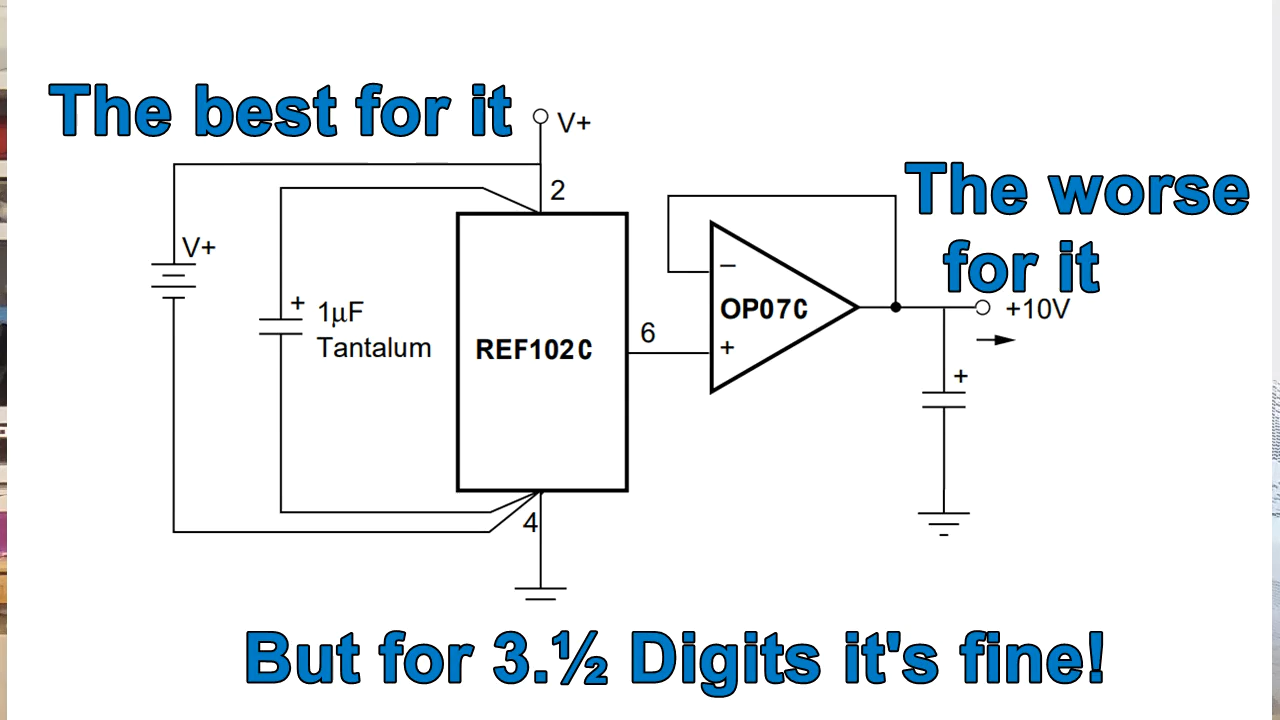 The best for it
V+
The worse
for it
2
V+
+
1μF
Tantalum
REF102C
6
−
OP07C
+
+10V
+
4
But for 3.½ Digits it's fine!